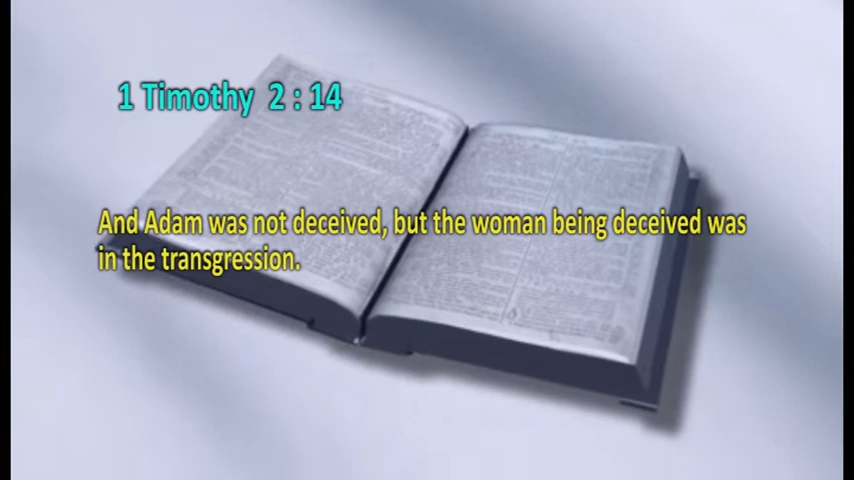 1 Timothy 2 : 14
And Adam was not deceived, but the woman being deceived was
in the transgression.